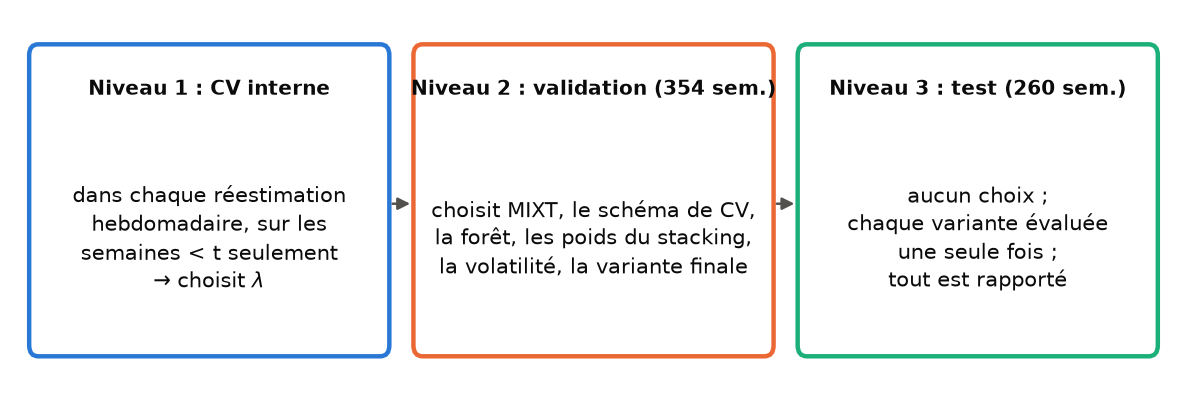 Niveau 1 : CV interne
dans chaque réestimation
hebdomadaire, sur les
semaines < t seulement
→ choisit λ
Niveau 2 : validation (354 sem.)
choisit MIXT, le schéma de CV,
la forêt, les poids du stacking,
la volatilité, la variante finale
Niveau 3 : test (260 sem.)
aucun choix ;
chaque variante évaluée
une seule fois ;
tout est rapporté